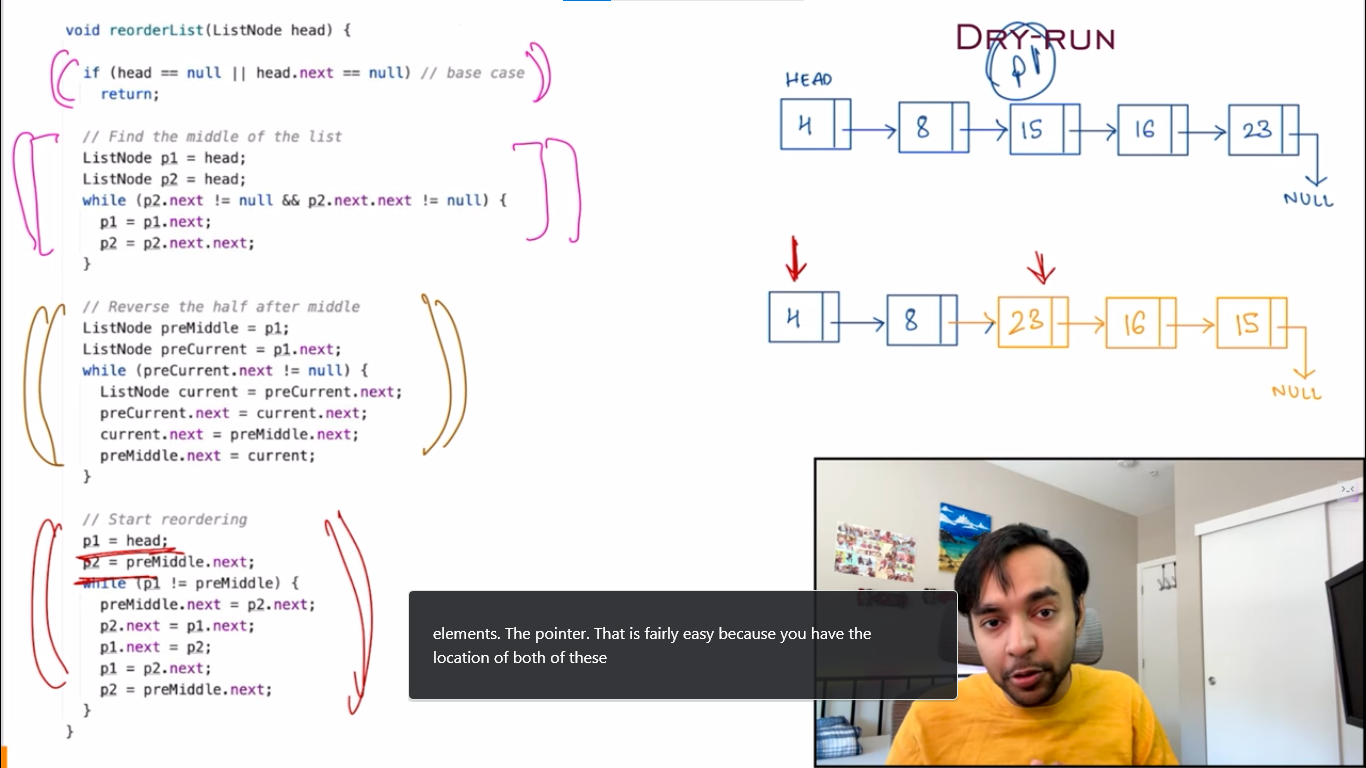 void reorderList(ListNode head) {
if (head == null || head.next == null) // base case
return;
// Find the middle of the list
ListNode p1 = head;
ListNode p2 = head;
while (p2.next != null && p2.next.next != null) {
p1 = p1.next;
p2 = p2.next.next;
}
// Reverse the half after middle
ListNode preMiddle = p1;
ListNode preCurrent = p1.next;
while (preCurrent.next != null) {
ListNode current = preCurrent.next;
preCurrent.next = current.next;
current.next = preMiddle.next;
preMiddle.next = current;
}
// Start reordering
p1 = head;
p2 = preMiddle.next;
while (p1 != preMiddle) {
preMiddle.next = p2.next;
p2.next = p1.next;
p1.next = p2;
p1 = p2.next;
p2 = preMiddle.next;
}
}
DRY-RUN
p1
HEAD
4 8 15 16 23
NULL
4 8 23 16 15
NULL
elements. The pointer. That is fairly easy because you have the
location of both of these